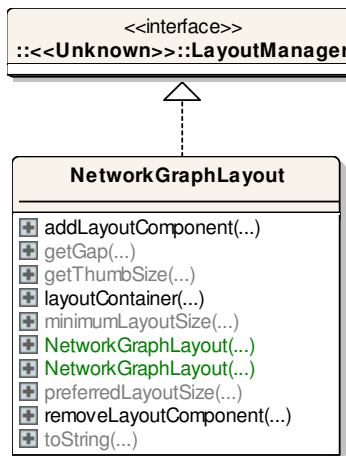 <<interface>>
::<<Unknown>>::LayoutManager
NetworkGraphLayout
addLayoutComponent(...)
getGap(...)
getThumbSize(...)
layoutContainer(...)
minimumLayoutSize(...)
NetworkGraphLayout(...)
NetworkGraphLayout(...)
preferredLayoutSize(...)
removeLayoutComponent(...)
toString(...)